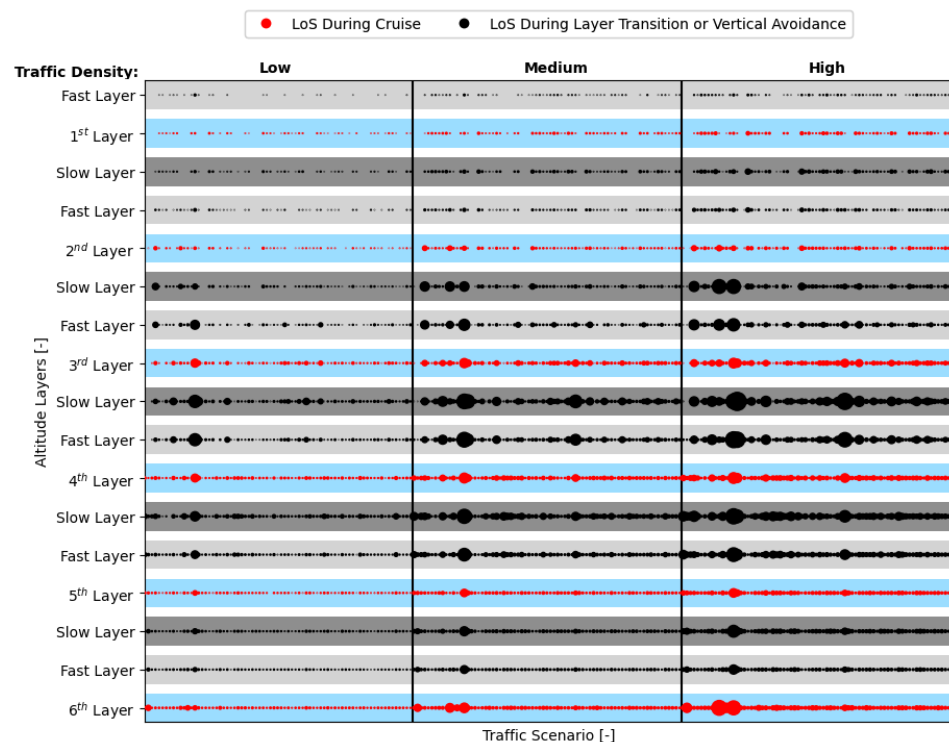 LoS During Cruise LoS During Layer Transition or Vertical Avoidance
Traffic Density: Low Medium High
Fast Layer
1st Layer
Slow Layer
Fast Layer
2nd Layer
Slow Layer
Fast Layer
3rd Layer
Slow Layer
Fast Layer
4th Layer
Slow Layer
Fast Layer
5th Layer
Slow Layer
Fast Layer
6th Layer
Altitude Layers [-]
Traffic Scenario [-]